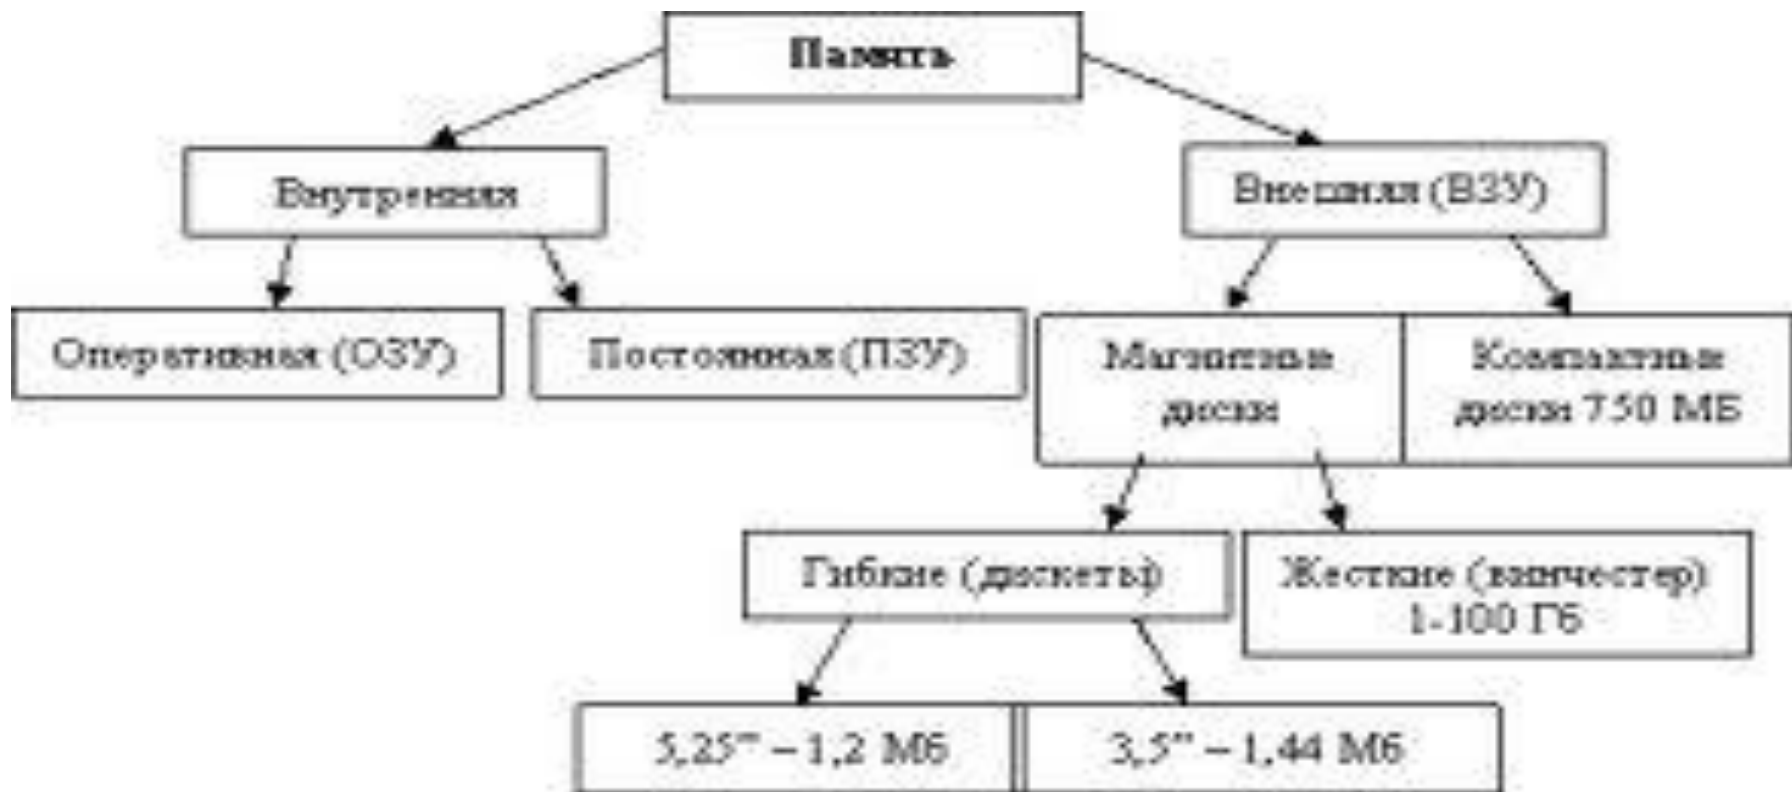 Память
Внутренняя
Внешняя (ВЗУ)
Оперативная (ОЗУ)
Постоянная (ПЗУ)
Магнитные
диски
Компактные
диски 750 МБ
Гибкие (дискеты)
Жесткие (винчестер)
1-100 Гб
5,25" – 1,2 Мб
3,5" – 1,44 Мб